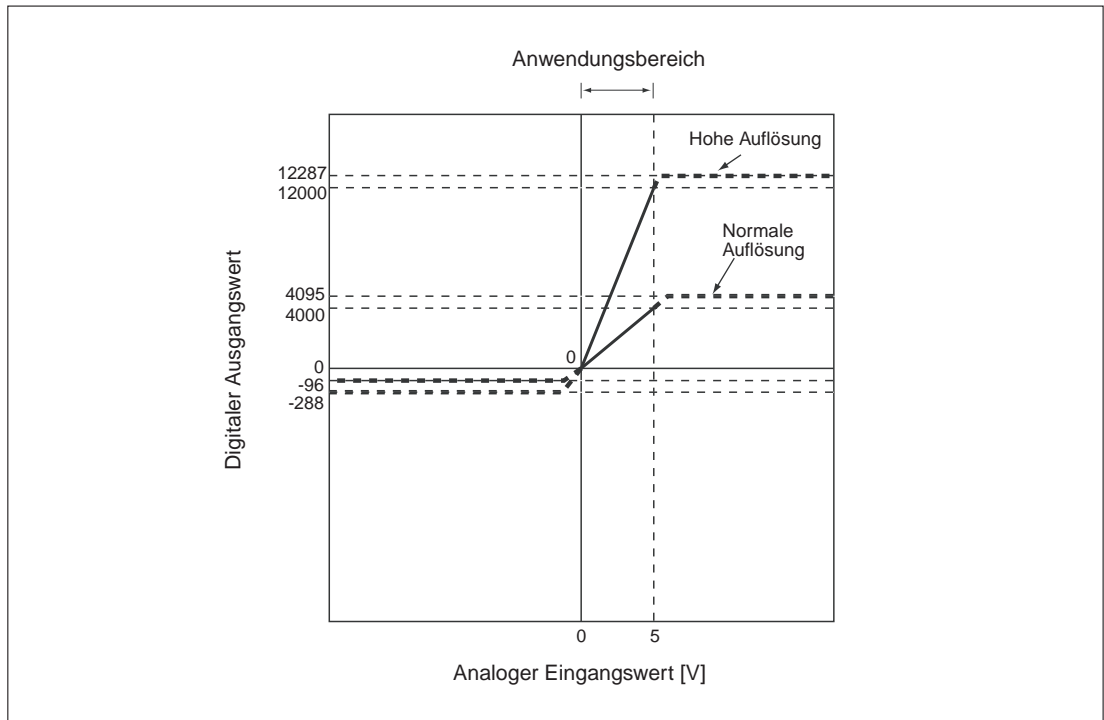 Anwendungsbereich
Hohe Auflösung
12287
12000
Normale
Auflösung
4095
4000
0
0
-96
-288
Digitaler Ausgangswert
0
5
Analoger Eingangswert [V]